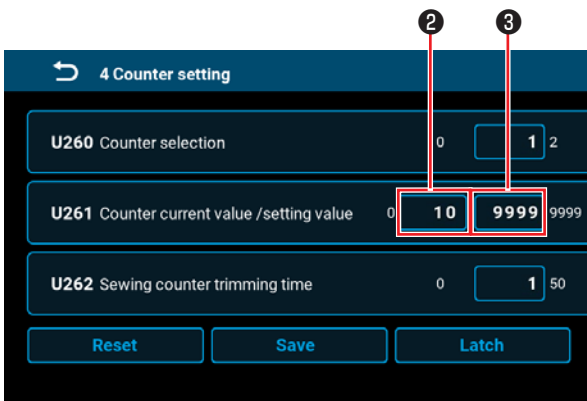 ❷ ❸
4 Counter setting
U260 Counter selection 0 1 2
U261 Counter current value /setting value 0 10 9999 9999
U262 Sewing counter trimming time 0 1 50
Reset Save Latch